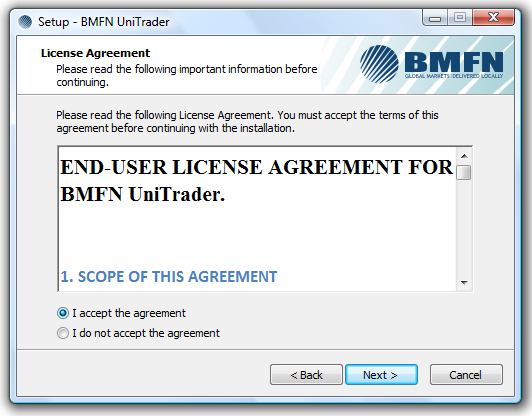 Setup - BMFN UniTrader
License Agreement
Please read the following important information before
continuing.
BMFN
GLOBAL MARKETS DELIVERED LOCALLY
Please read the following License Agreement. You must accept the terms of this
agreement before continuing with the installation.
END-USER LICENSE AGREEMENT FOR
BMFN UniTrader.
1. SCOPE OF THIS AGREEMENT
I accept the agreement
I do not accept the agreement
< Back
Next >
Cancel